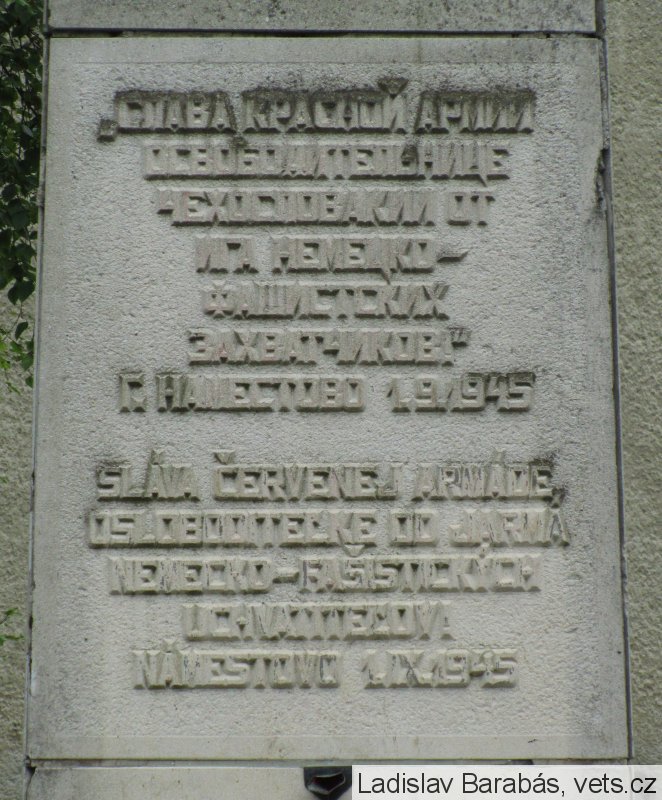 „СЛАВА КРАСНОЙ АРМИИ
ОСВОБОДИТЕЛЬНИЦЕ
ЧЕХОСЛОВАКИИ ОТ
ИГА НЕМЕЦКО-
ФАШИСТСКИХ
ЗАХВАТЧИКОВ!“
Г. НАМЕСТОВО 1.9.1945
SLÁVA ČERVENEJ ARMÁDE,
OSLOBODITEĽKE OD JARMA
NEMECKO-FAŠISTICKÝCH
UCHVATITEĽOV!
NÁMESTOVO 1.IX.1945
Ladislav Barabás, vets.cz